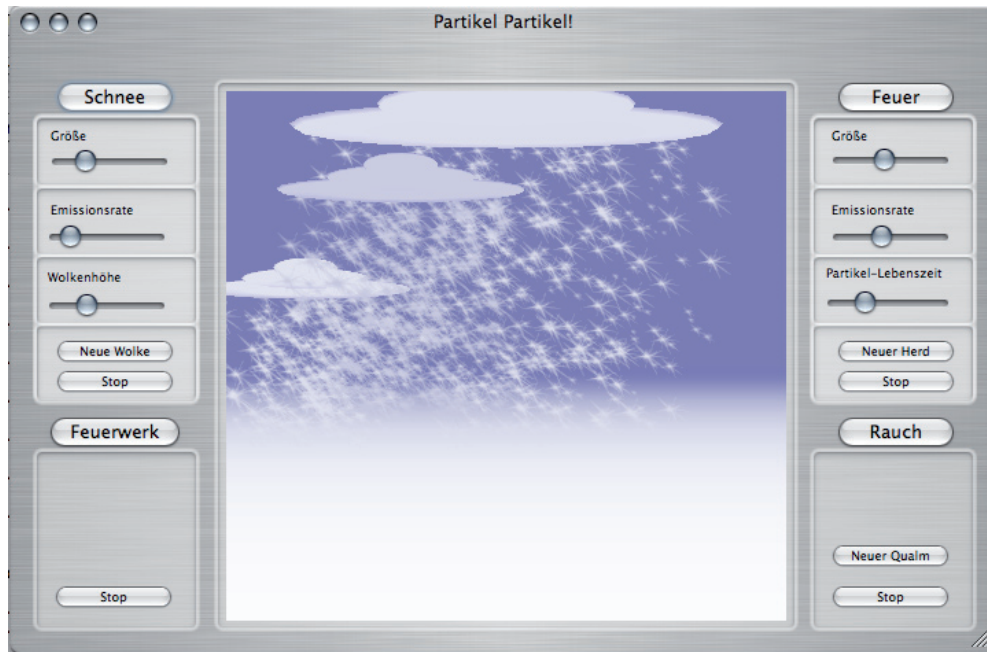 Partikel Partikel!
Schnee
Größe
Emissionsrate
Wolkenhöhe
Neue Wolke
Stop
Feuerwerk
Stop
Feuer
Größe
Emissionsrate
Partikel-Lebenszeit
Neuer Herd
Stop
Rauch
Neuer Qualm
Stop